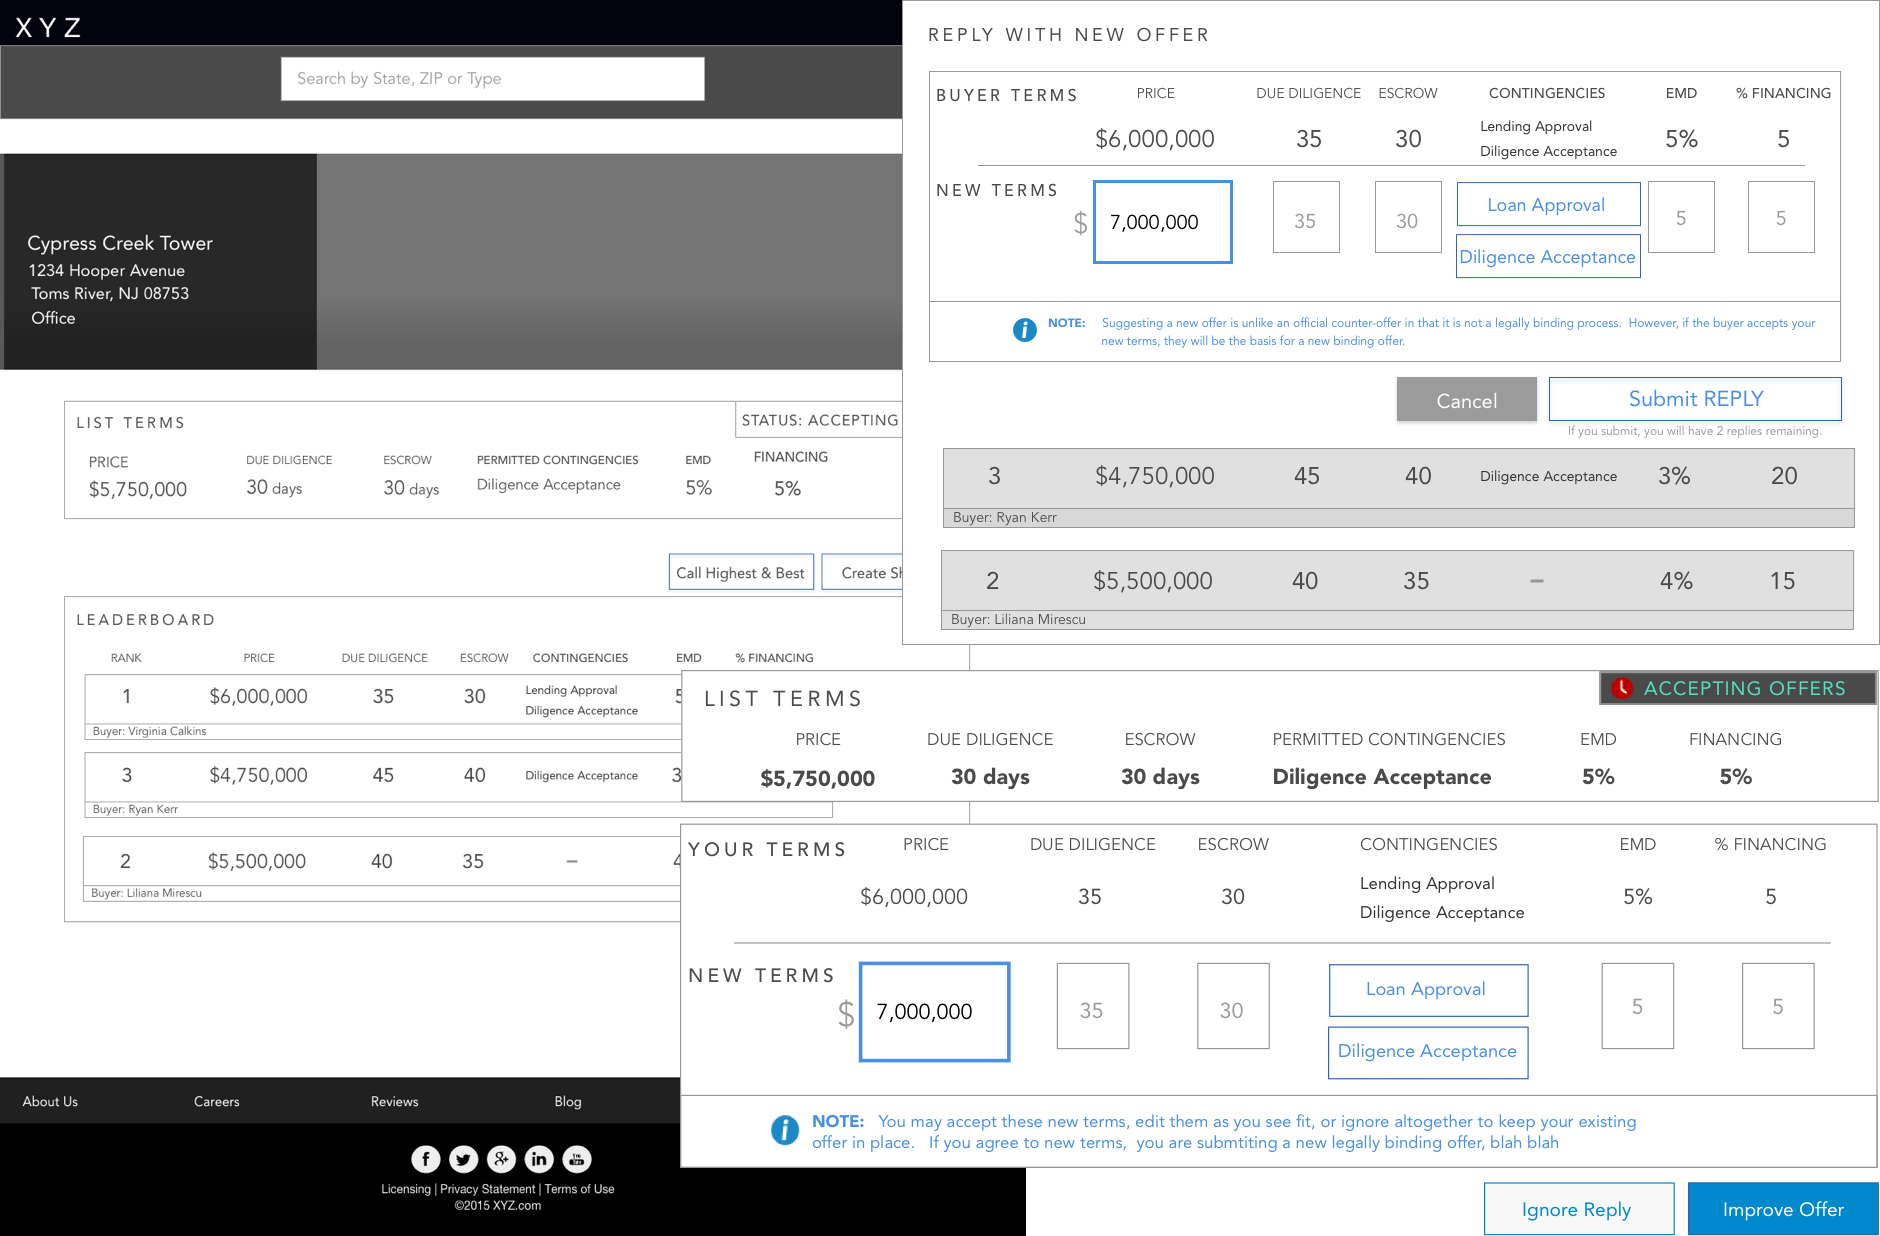 XYZ
Search by State, ZIP or Type
Cypress Creek Tower
1234 Hooper Avenue
Toms River, NJ 08753
Office
LIST TERMS
STATUS: ACCEPTING
PRICE DUE DILIGENCE ESCROW PERMITTED CONTINGENCIES EMD FINANCING
$5,750,000 30 days 30 days Diligence Acceptance 5% 5%
Call Highest & Best Create
LEADERBOARD
RANK PRICE DUE DILIGENCE ESCROW CONTINGENCIES EMD % FINANCING
1 $6,000,000 35 30 Lending Approval
Diligence Acceptance
Buyer: Virginia Calkins
3 $4,750,000 45 40 Diligence Acceptance 3
Buyer: Ryan Kerr
2 $5,500,000 40 35 –
Buyer: Liliana Mirescu
REPLY WITH NEW OFFER
BUYER TERMS PRICE DUE DILIGENCE ESCROW CONTINGENCIES EMD % FINANCING
$6,000,000 35 30 Lending Approval 5% 5
Diligence Acceptance
NEW TERMS
$ 7,000,000 35 30 Loan Approval 5 5
Diligence Acceptance
i NOTE: Suggesting a new offer is unlike an official counter-offer in that it is not a legally binding process. However, if the buyer accepts your
new terms, they will be the basis for a new binding offer.
Cancel Submit REPLY
If you submit, you will have 2 replies remaining.
3 $4,750,000 45 40 Diligence Acceptance 3% 20
Buyer: Ryan Kerr
2 $5,500,000 40 35 – 4% 15
Buyer: Liliana Mirescu
LIST TERMS
ACCEPTING OFFERS
PRICE DUE DILIGENCE ESCROW PERMITTED CONTINGENCIES EMD FINANCING
$5,750,000 30 days 30 days Diligence Acceptance 5% 5%
YOUR TERMS PRICE DUE DILIGENCE ESCROW CONTINGENCIES EMD % FINANCING
$6,000,000 35 30 Lending Approval 5% 5
Diligence Acceptance
NEW TERMS
$ 7,000,000 35 30 Loan Approval 5 5
Diligence Acceptance
i NOTE: You may accept these new terms, edit them as you see fit, or ignore altogether to keep your existing
offer in place. If you agree to new terms, you are submtiting a new legally binding offer, blah blah
Ignore Reply Improve Offer
About Us Careers Reviews Blog
Licensing | Privacy Statement | Terms of Use
©2015 XYZ.com